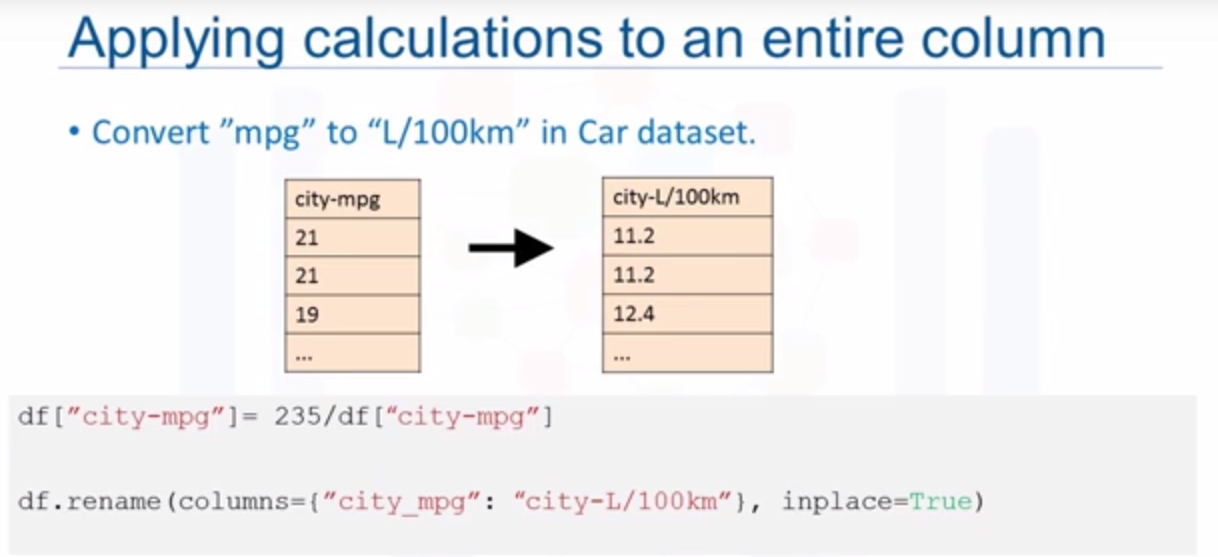 Applying calculations to an entire column
• Convert ”mpg” to “L/100km” in Car dataset.
city-mpg
21
21
19
...
city-L/100km
11.2
11.2
12.4
...
df[”city-mpg”]= 235/df[“city-mpg”]
df.rename(columns={”city_mpg”: “city-L/100km”}, inplace=True)